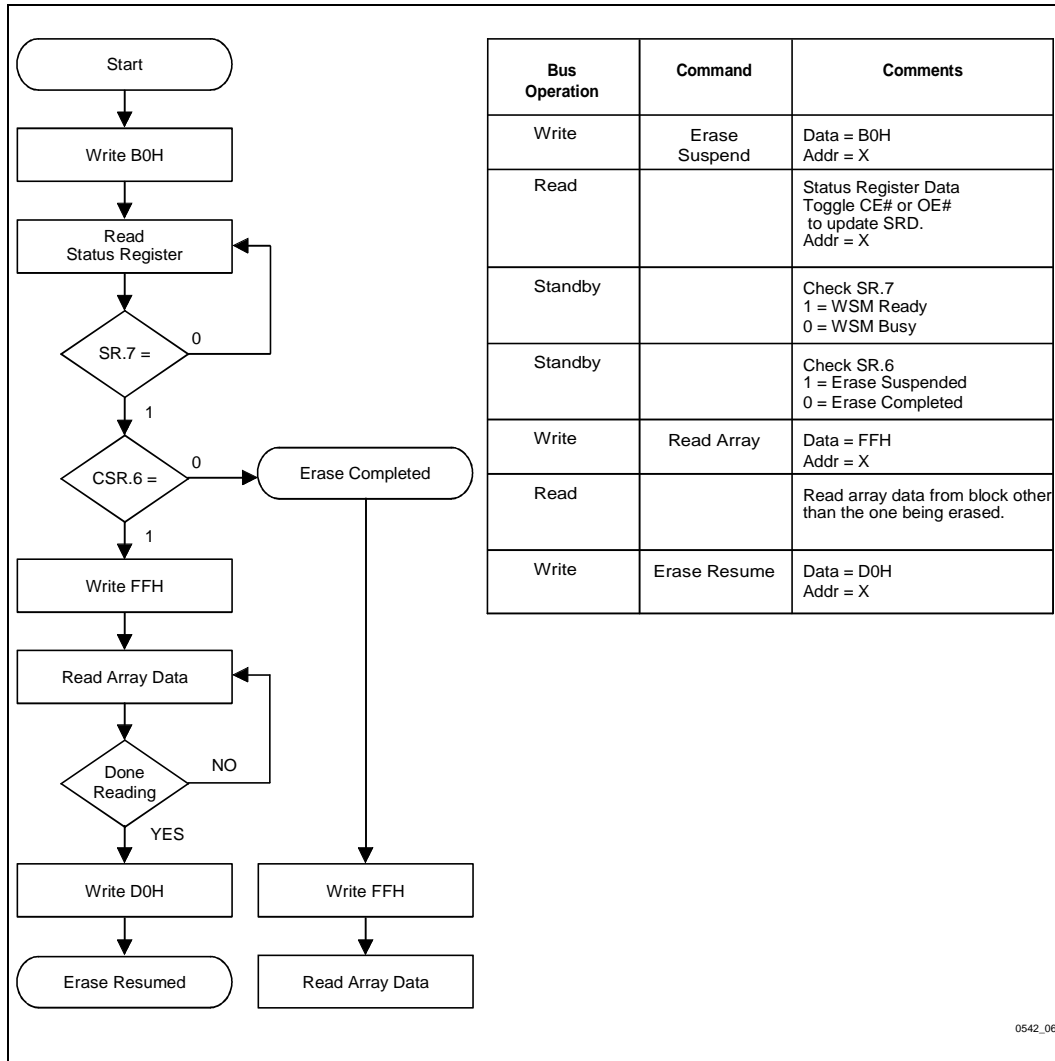 Start
Write B0H
Read
Status Register
SR.7 =
0
1
CSR.6 =
0
Erase Completed
1
Write FFH
Read Array Data
Done
Reading
NO
YES
Write D0H
Write FFH
Erase Resumed
Read Array Data
Bus
Operation
Command
Comments
Write
Erase
Suspend
Data = B0H
Addr = X
Read
Status Register Data
Toggle CE# or OE#
to update SRD.
Addr = X
Standby
Check SR.7
1 = WSM Ready
0 = WSM Busy
Standby
Check SR.6
1 = Erase Suspended
0 = Erase Completed
Write
Read Array
Data = FFH
Addr = X
Read
Read array data from block other
than the one being erased.
Write
Erase Resume
Data = D0H
Addr = X
0542_06